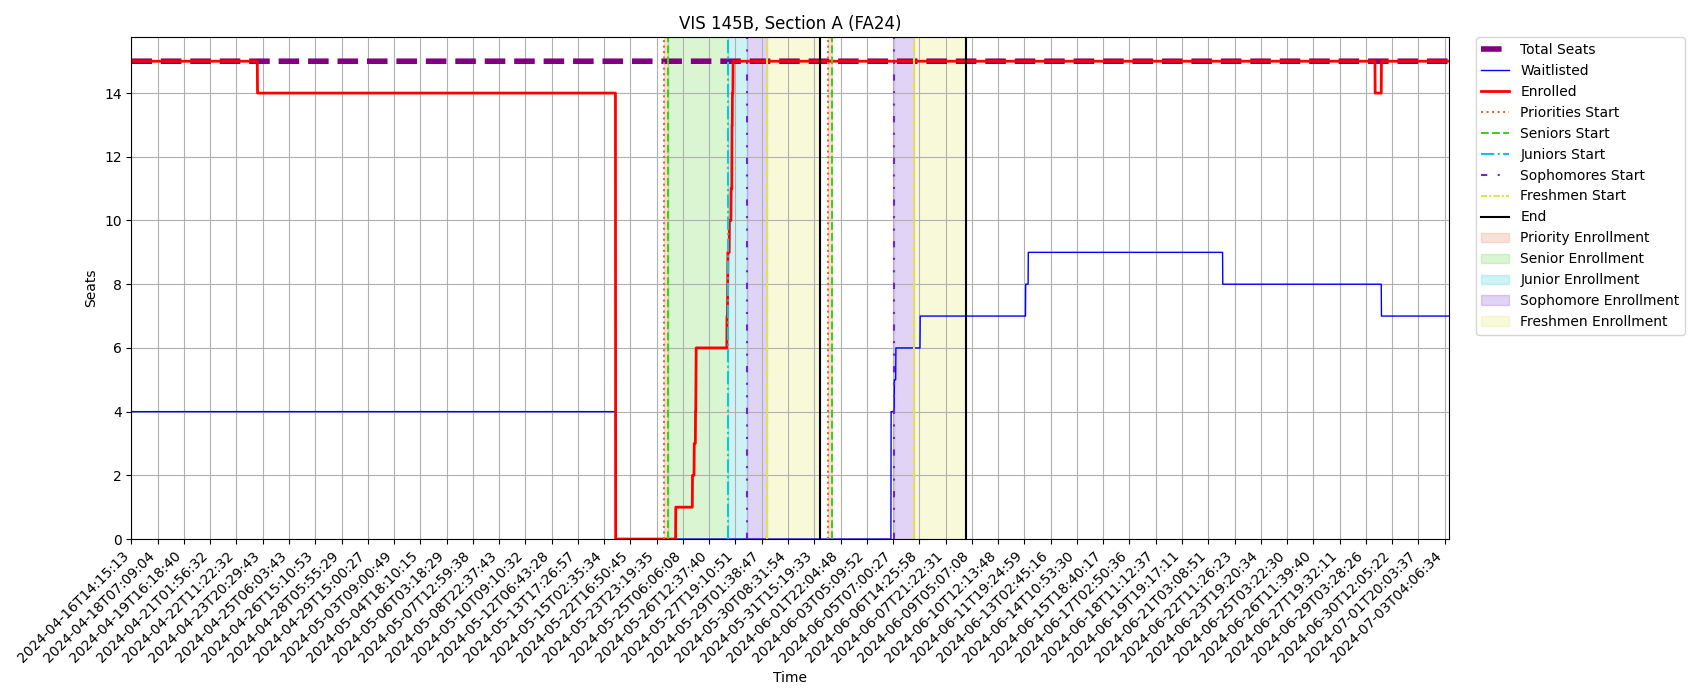 VIS 145B, Section A (FA24)
Total Seats
Waitlisted
Enrolled
Priorities Start
Seniors Start
Juniors Start
Sophomores Start
Freshmen Start
End
Priority Enrollment
Senior Enrollment
Junior Enrollment
Sophomore Enrollment
Freshmen Enrollment
Seats
14
12
10
8
6
4
2
0
2024-04-16T14:15:13
2024-04-18T07:09:04
2024-04-19T16:18:40
2024-04-21T01:56:32
2024-04-22T11:22:32
2024-04-23T20:29:43
2024-04-25T06:03:43
2024-04-26T15:10:53
2024-04-28T05:55:29
2024-04-29T15:00:27
2024-05-03T09:00:49
2024-05-04T18:10:15
2024-05-06T03:18:29
2024-05-07T12:59:38
2024-05-08T22:37:43
2024-05-10T09:10:32
2024-05-12T06:43:28
2024-05-13T17:26:57
2024-05-15T02:35:34
2024-05-22T16:50:45
2024-05-23T23:19:35
2024-05-25T06:06:08
2024-05-26T12:37:40
2024-05-27T19:10:51
2024-05-29T01:38:47
2024-05-30T08:31:54
2024-05-31T15:19:33
2024-06-01T22:04:48
2024-06-03T05:09:52
2024-06-05T07:00:27
2024-06-06T14:25:58
2024-06-07T21:22:31
2024-06-09T05:07:08
2024-06-10T12:13:48
2024-06-11T19:24:59
2024-06-13T02:45:16
2024-06-14T10:53:30
2024-06-15T18:40:17
2024-06-17T02:50:36
2024-06-18T11:12:37
2024-06-19T19:17:11
2024-06-21T03:08:51
2024-06-22T11:26:23
2024-06-23T19:20:34
2024-06-25T03:22:30
2024-06-26T11:39:40
2024-06-27T19:32:11
2024-06-29T03:28:26
2024-06-30T12:05:22
2024-07-01T20:03:37
2024-07-03T04:06:34
Time